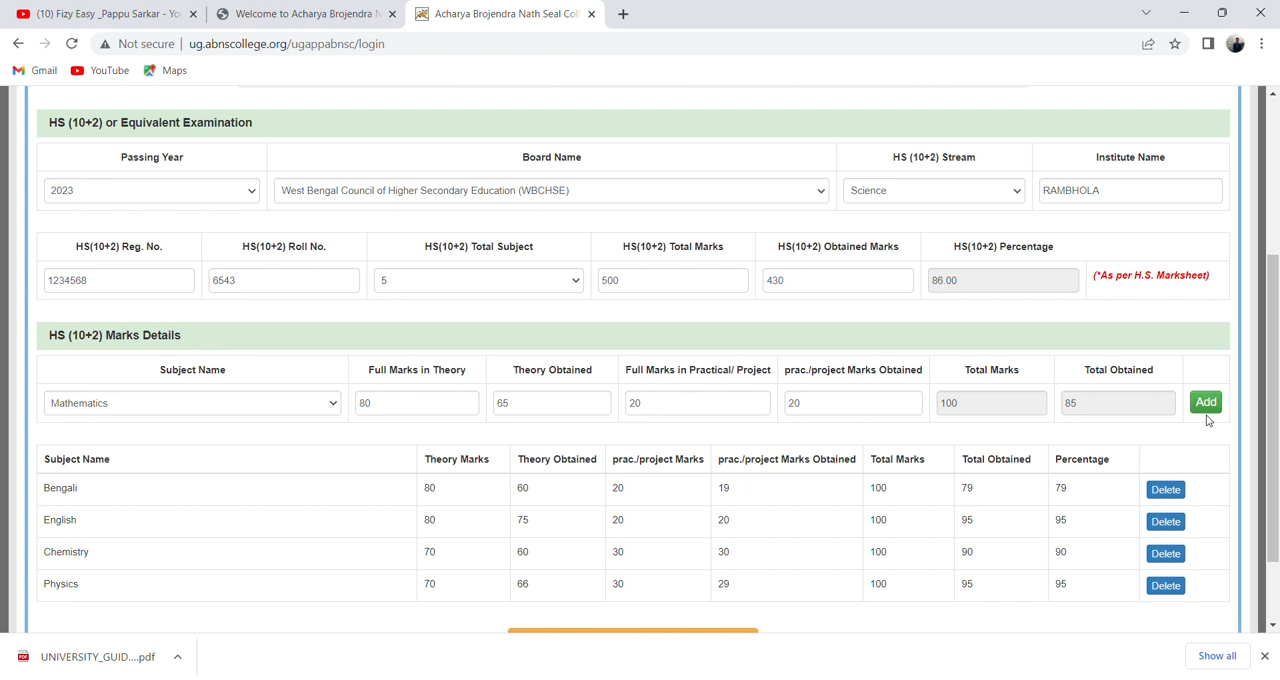 (10) Fizy Easy _Pappu Sarkar - Yo
Welcome to Acharya Brojendra N
Acharya Brojendra Nath Seal Coll
Not secure | ug.abnscollege.org/ugappabnsc/login
Gmail YouTube Maps
HS (10+2) or Equivalent Examination
Passing Year Board Name HS (10+2) Stream Institute Name
2023 West Bengal Council of Higher Secondary Education (WBCHSE) Science RAMBHOLA
HS(10+2) Reg. No. HS(10+2) Roll No. HS(10+2) Total Subject HS(10+2) Total Marks HS(10+2) Obtained Marks HS(10+2) Percentage
1234568 6543 5 500 430 86.00 (*As per H.S. Marksheet)
HS (10+2) Marks Details
Subject Name Full Marks in Theory Theory Obtained Full Marks in Practical/ Project prac./project Marks Obtained Total Marks Total Obtained
Mathematics 80 65 20 20 100 85 Add
Subject Name Theory Marks Theory Obtained prac./project Marks prac./project Marks Obtained Total Marks Total Obtained Percentage
Bengali 80 60 20 19 100 79 79 Delete
English 80 75 20 20 100 95 95 Delete
Chemistry 70 60 30 30 100 90 90 Delete
Physics 70 66 30 29 100 95 95 Delete
UNIVERSITY_GUID....pdf Show all